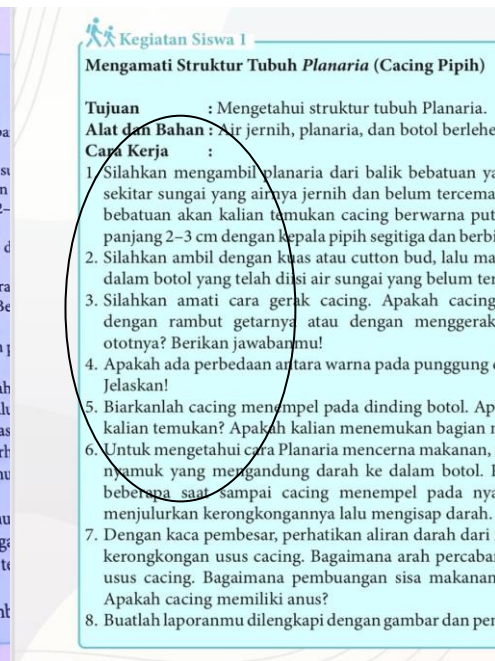 Kegiatan Siswa 1
Mengamati Struktur Tubuh Planaria (Cacing Pipih)
Tujuan : Mengetahui struktur tubuh Planaria.
Alat dan Bahan : Air jernih, planaria, dan botol berlehe
Cara Kerja :
1. Silahkan mengambil planaria dari balik bebatuan ya
sekitar sungai yang airnya jernih dan belum tercema
bebatuan akan kalian temukan cacing berwarna put
panjang 2–3 cm dengan kepala pipih segitiga dan berbi
2. Silahkan ambil dengan kuas atau cutton bud, lalu ma
dalam botol yang telah diisi air sungai yang belum ter
3. Silahkan amati cara gerak cacing. Apakah cacing
dengan rambut getarnya atau dengan menggerak
ototnya? Berikan jawabanmu!
4. Apakah ada perbedaan antara warna pada punggung
Jelaskan!
5. Biarkanlah cacing menempel pada dinding botol. Ap
kalian temukan? Apakah kalian menemukan bagian
6. Untuk mengetahui cara Planaria mencerna makanan,
nyamuk yang mengandung darah ke dalam botol.
beberapa saat sampai cacing menempel pada nya
menjulurkan kerongkongannya lalu mengisap darah.
7. Dengan kaca pembesar, perhatikan aliran darah dari
kerongkongan usus cacing. Bagaimana arah percaba
usus cacing. Bagaimana pembuangan sisa makanan
Apakah cacing memiliki anus?
8. Buatlah laporanmu dilengkapi dengan gambar dan per